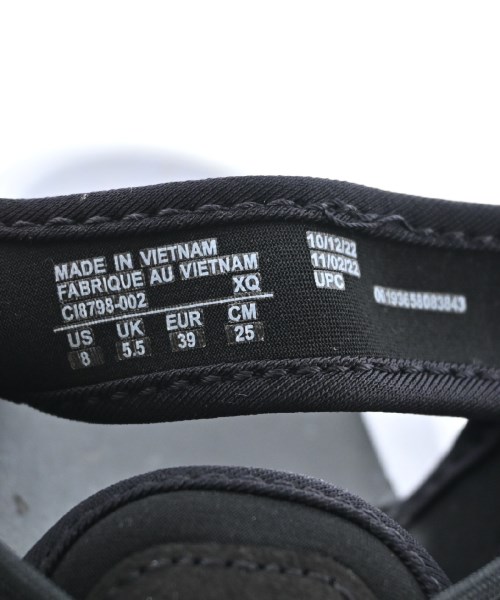 MADE IN VIETNAM
FABRIQUE AU VIETNAM
CI8798-002 XQ
US UK EUR CM
8 5.5 39 25
10/12/22
11/02/22
UPC